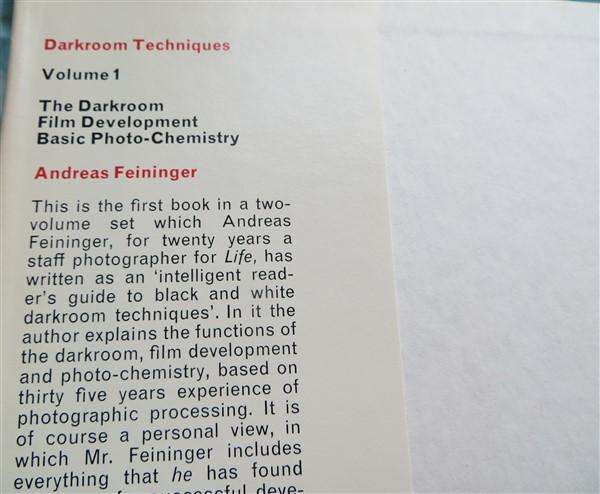 Darkroom Techniques
Volume 1
The Darkroom
Film Development
Basic Photo-Chemistry
Andreas Feininger
This is the first book in a two-
volume set which Andreas
Feininger, for twenty years a
staff photographer for Life, has
written as an 'intelligent read-
er's guide to black and white
darkroom techniques'. In it the
author explains the functions of
the darkroom, film development
and photo-chemistry, based on
thirty five years experience of
photographic processing. It is
of course a personal view, in
which Mr. Feininger includes
everything that he has found
successful deve-